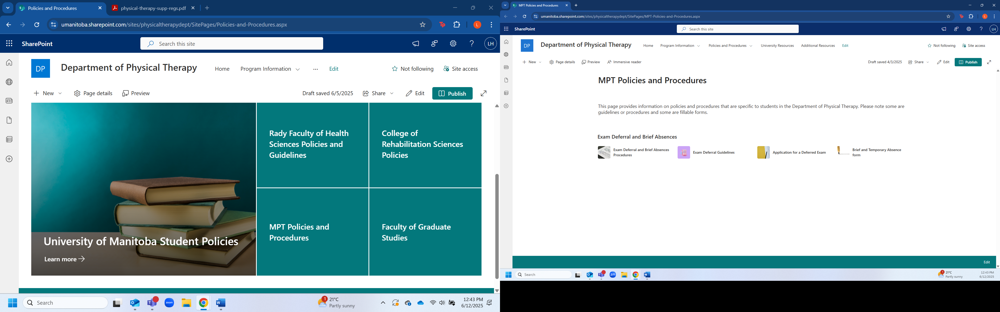 Policies and Procedures
physical-therapy-supp-regs.pdf
umanitoba.sharepoint.com/sites/physicaltherapydept/SitePages/Policies-and-Procedures.aspx
Tp
L
SharePoint
Search this site
LH
DP
Department of Physical Therapy
Home
Program Information
...
Edit
Not following
Site access
New
Page details
Preview
Draft saved 6/5/2025
Share
Edit
Publish
Rady Faculty of Health
Sciences Policies and
Guidelines
College of
Rehabilitation Sciences
Policies
MPT Policies and
Procedures
Faculty of Graduate
Studies
University of Manitoba Student Policies
Learn more
Search
zoom
1
21°C
Partly sunny
12:43 PM
6/12/2025
MPT Policies and Procedures
umanitoba.sharepoint.com/sites/physicaltherapydept/SitePages/MPT-Policies-and-Procedures.aspx
Tp
L
SharePoint
Search this site
LH
DP
Department of Physical Therapy
Home
Program Information
Policies and Procedures
University Resources
Additional Resources
Edit
Not following
Site access
New
Page details
Preview
Immersive reader
Draft saved 4/3/2025
Share
Edit
Publish
MPT Policies and Procedures
This page provides information on policies and procedures that are specific to students in the Department of Physical Therapy. Please note some are
guidelines or procedures and some are fillable forms.
Exam Deferral and Brief Absences
Exam Deferral and Brief Absences
Procedures
Exam Deferral Guidelines
Application for a Deferred Exam
Brief and Temporary Absence
form
Edit
Search
zm
1
21°C
Partly sunny
12:43 PM
6/12/2025